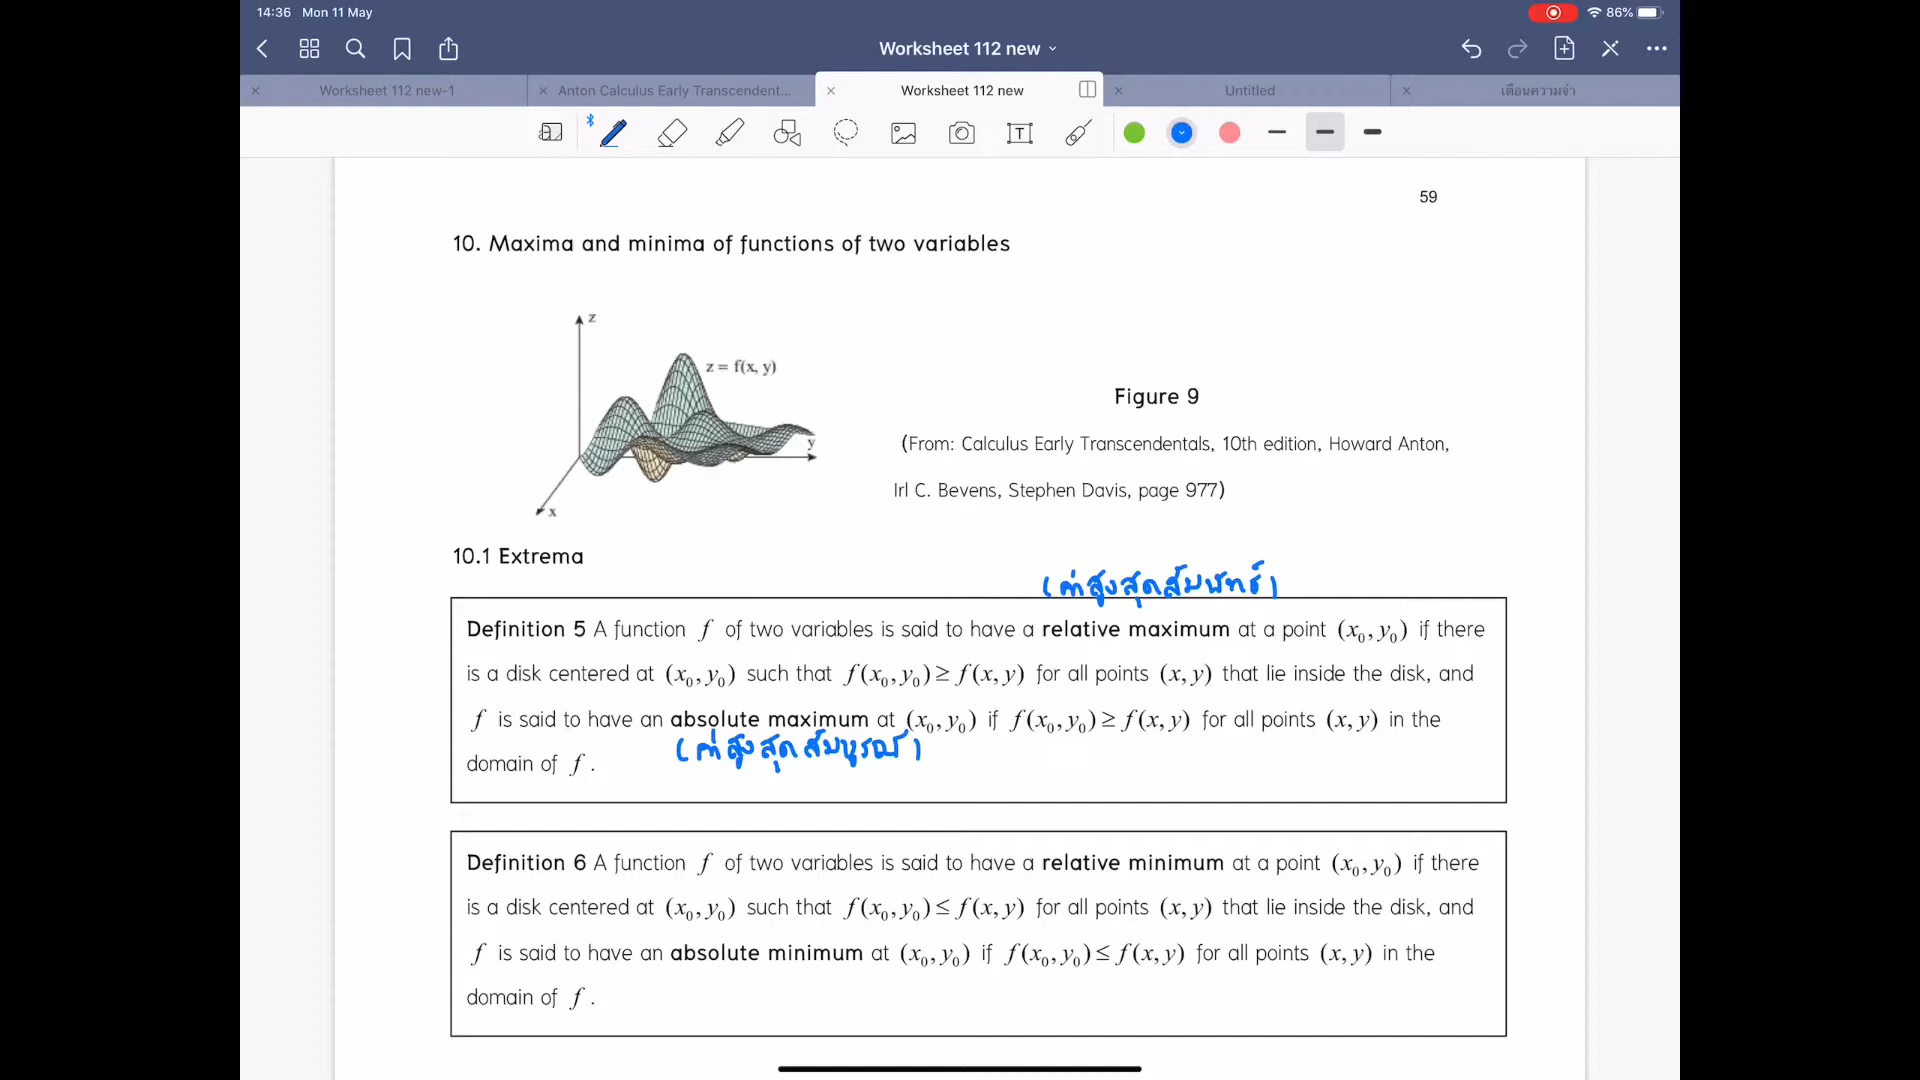 14:36 Mon 11 May
86%
Worksheet 112 new
Worksheet 112 new-1
Anton Calculus Early Transcendent...
Worksheet 112 new
Untitled
เตือนความจำ
59
10. Maxima and minima of functions of two variables
z
z = f(x, y)
y
x
Figure 9
(From: Calculus Early Transcendentals, 10th edition, Howard Anton,
Irl C. Bevens, Stephen Davis, page 977)
10.1 Extrema
(ค่าสูงสุดสัมพัทธ์)
Definition 5 A function f of two variables is said to have a relative maximum at a point (x₀, y₀) if there
is a disk centered at (x₀, y₀) such that f(x₀, y₀) ≥ f(x, y) for all points (x, y) that lie inside the disk, and
f is said to have an absolute maximum at (x₀, y₀) if f(x₀, y₀) ≥ f(x, y) for all points (x, y) in the
(ค่าสูงสุดสัมบูรณ์)
domain of f .
Definition 6 A function f of two variables is said to have a relative minimum at a point (x₀, y₀) if there
is a disk centered at (x₀, y₀) such that f(x₀, y₀) ≤ f(x, y) for all points (x, y) that lie inside the disk, and
f is said to have an absolute minimum at (x₀, y₀) if f(x₀, y₀) ≤ f(x, y) for all points (x, y) in the
domain of f .